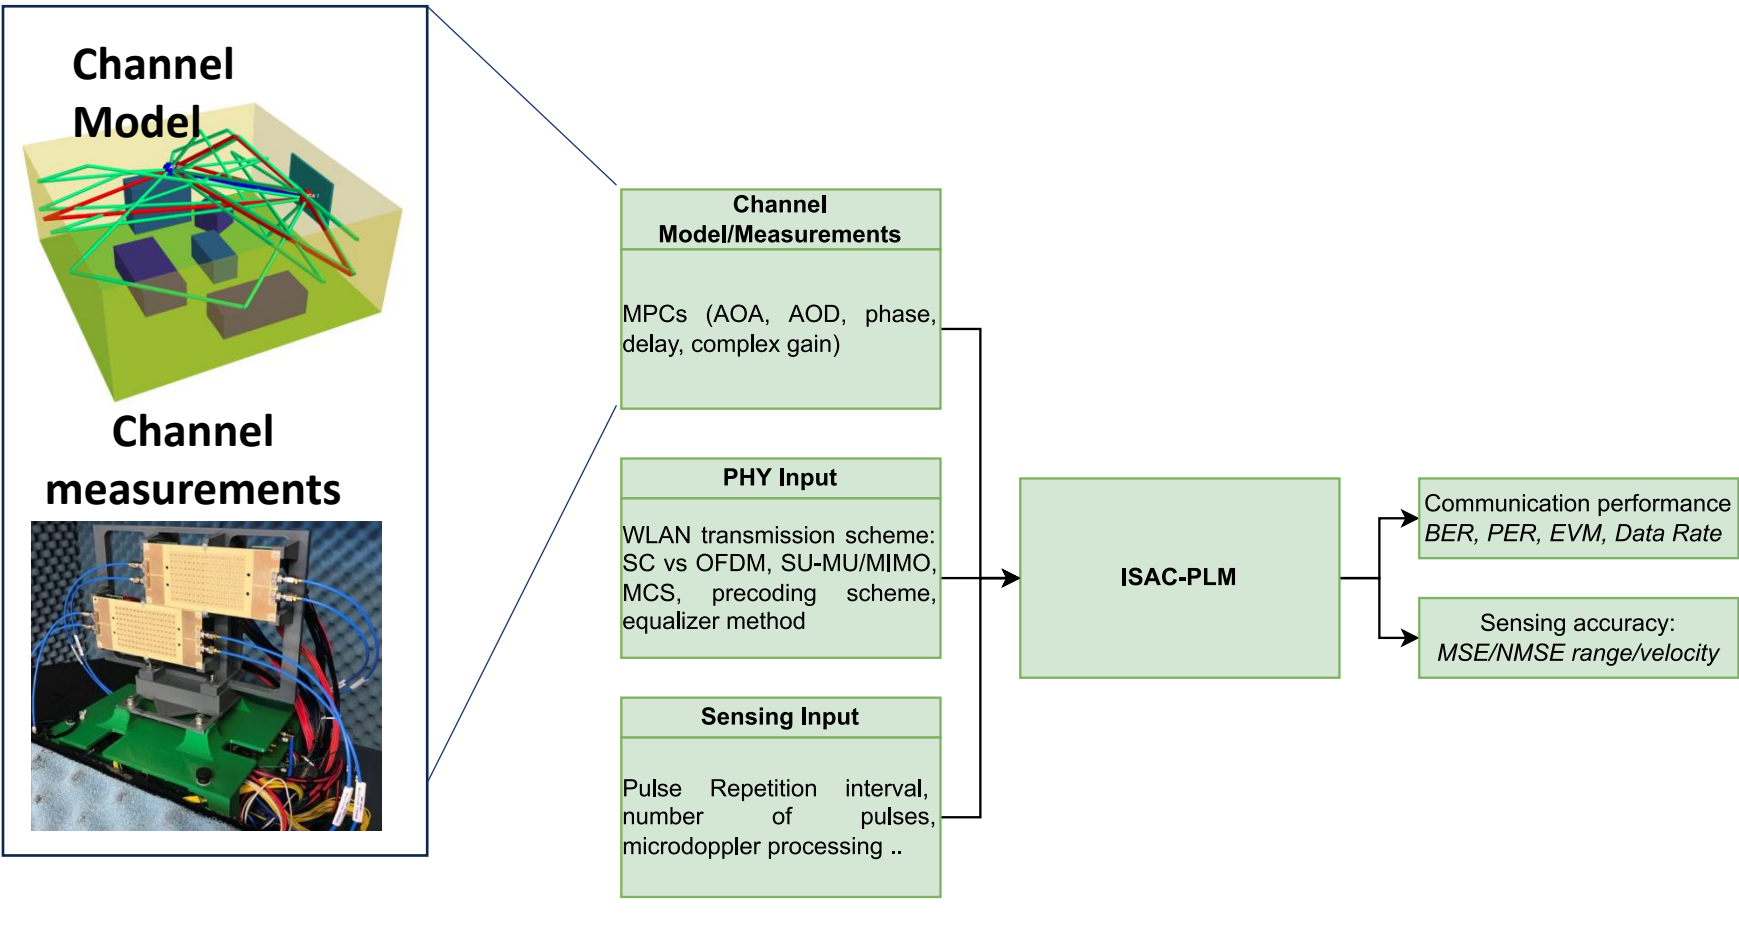 Channel
Model
Channel
measurements
Channel
Model/Measurements
MPCs (AOA, AOD, phase,
delay, complex gain)
PHY Input
WLAN transmission scheme:
SC vs OFDM, SU-MU/MIMO,
MCS, precoding scheme,
equalizer method
Sensing Input
Pulse Repetition interval,
number of pulses,
microdoppler processing ..
ISAC-PLM
Communication performance
BER, PER, EVM, Data Rate
Sensing accuracy:
MSE/NMSE range/velocity